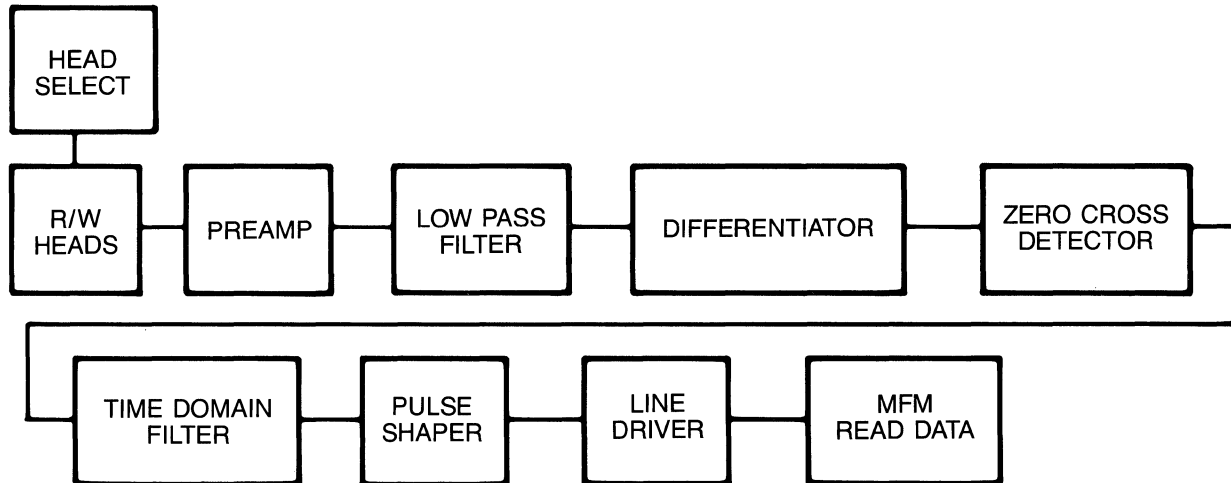 HEAD
SELECT
R/W
HEADS
PREAMP
LOW PASS
FILTER
DIFFERENTIATOR
ZERO CROSS
DETECTOR
TIME DOMAIN
FILTER
PULSE
SHAPER
LINE
DRIVER
MFM
READ DATA